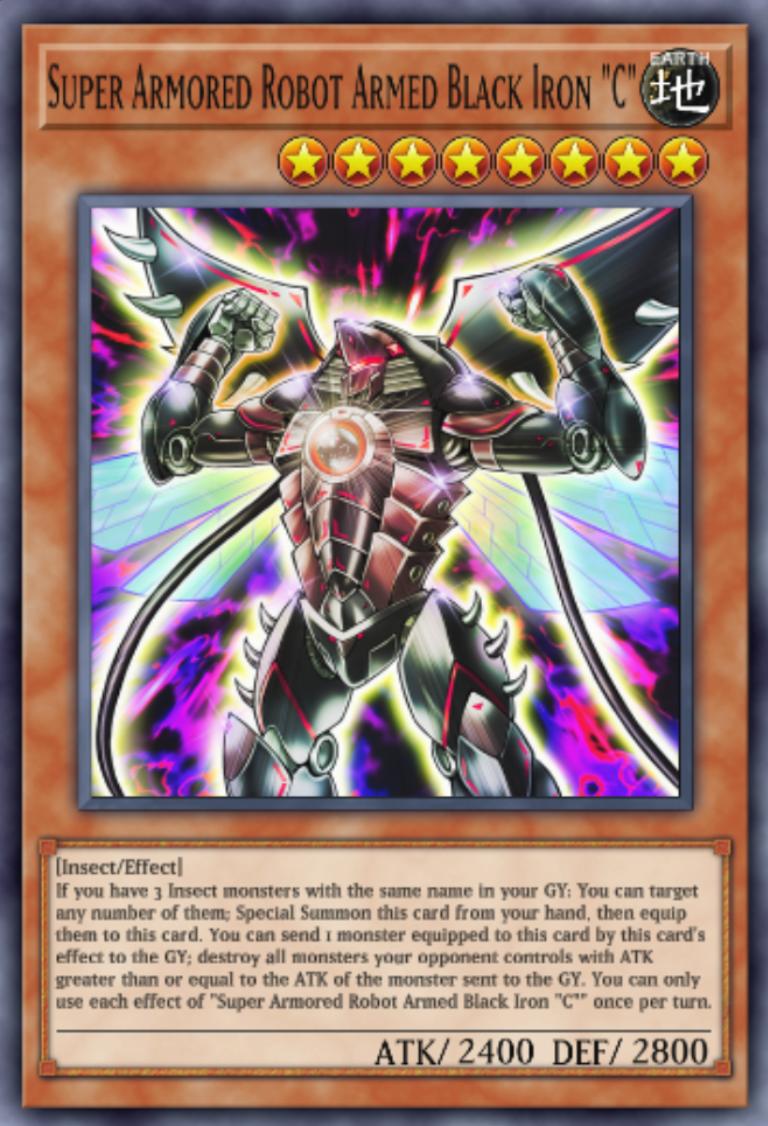 Super Armored Robot Armed Black Iron "C"
EARTH
地
[Insect/Effect]
If you have 3 Insect monsters with the same name in your GY: You can target
any number of them; Special Summon this card from your hand, then equip
them to this card. You can send 1 monster equipped to this card by this card's
effect to the GY; destroy all monsters your opponent controls with ATK
greater than or equal to the ATK of the monster sent to the GY. You can only
use each effect of "Super Armored Robot Armed Black Iron "C"" once per turn.
ATK/ 2400 DEF/ 2800